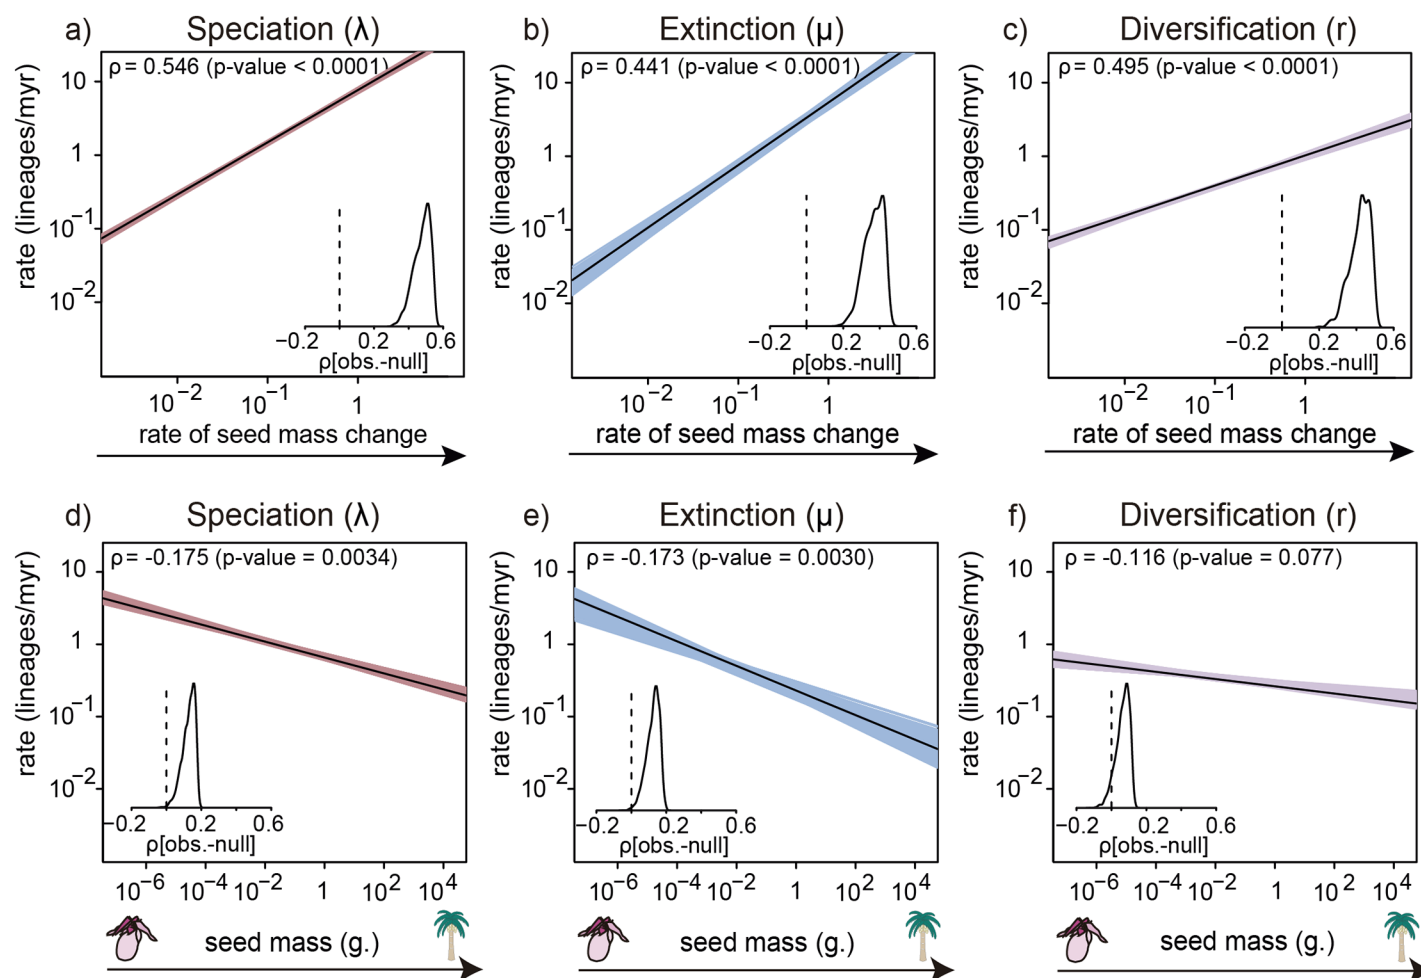 a) Speciation (λ)
ρ = 0.546 (p-value < 0.0001)
rate (lineages/myr)
10
1
10⁻¹
10⁻²
−0.2 0.2 0.6
ρ[obs.-null]
10⁻² 10⁻¹ 1
rate of seed mass change
b) Extinction (μ)
ρ = 0.441 (p-value < 0.0001)
rate (lineages/myr)
10
1
10⁻¹
10⁻²
−0.2 0.2 0.6
ρ[obs.-null]
10⁻² 10⁻¹ 1
rate of seed mass change
c) Diversification (r)
ρ = 0.495 (p-value < 0.0001)
rate (lineages/myr)
10
1
10⁻¹
10⁻²
−0.2 0.2 0.6
ρ[obs.-null]
10⁻² 10⁻¹ 1
rate of seed mass change
d) Speciation (λ)
ρ = -0.175 (p-value = 0.0034)
rate (lineages/myr)
10
1
10⁻¹
10⁻²
−0.2 0.2 0.6
ρ[obs.-null]
10⁻⁶ 10⁻⁴ 10⁻² 1 10² 10⁴
seed mass (g.)
e) Extinction (μ)
ρ = -0.173 (p-value = 0.0030)
rate (lineages/myr)
10
1
10⁻¹
10⁻²
−0.2 0.2 0.6
ρ[obs.-null]
10⁻⁶ 10⁻⁴ 10⁻² 1 10² 10⁴
seed mass (g.)
f) Diversification (r)
ρ = -0.116 (p-value = 0.077)
rate (lineages/myr)
10
1
10⁻¹
10⁻²
−0.2 0.2 0.6
ρ[obs.-null]
10⁻⁶ 10⁻⁴ 10⁻² 1 10² 10⁴
seed mass (g.)